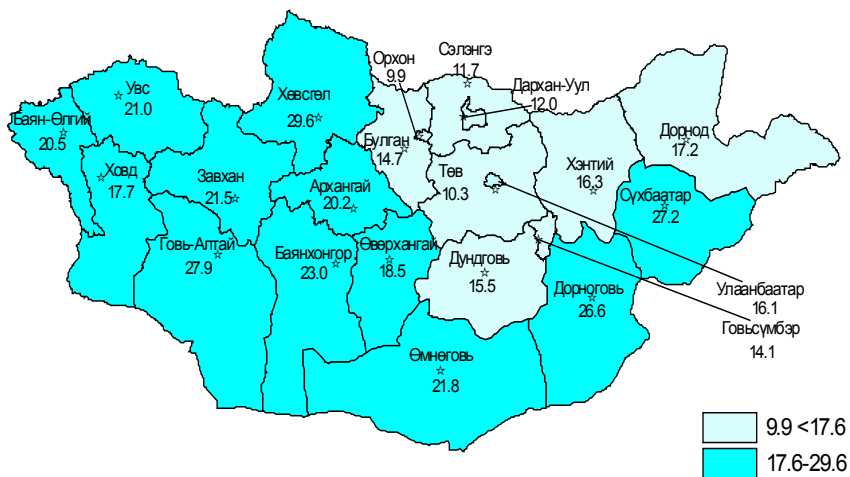 Орхон
9.9
Сэлэнгэ
11.7
Дархан-Уул
12.0
Увс
21.0
Хөвсгөл
29.6
Баян-Өлгий
20.5
Ховд
17.7
Завхан
21.5
Архангай
20.2
Булган
14.7
Төв
10.3
Хэнтий
16.3
Дорнод
17.2
Сүхбаатар
27.2
Говь-Алтай
27.9
Баянхонгор
23.0
Өвөрхангай
18.5
Дундговь
15.5
Дорноговь
26.6
Улаанбаатар
16.1
Говьсүмбэр
14.1
Өмнөговь
21.8
9.9 <17.6
17.6-29.6